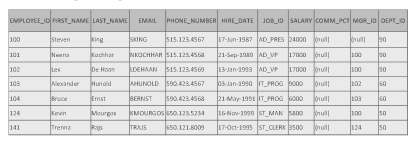 EMPLOYEE_ID FIRST_NAME LAST_NAME EMAIL PHONE_NUMBER HIRE_DATE JOB_ID SALARY COMM_PCT MGR_ID DEPT_ID
100 Steven King SKING 515.123.4567 17-Jun-1987 AD_PRES 24000 (null) (null) 90
101 Neena Kochhar NKOCHHAR 515.123.4568 21-Sep-1989 AD_VP 17000 (null) 100 90
102 Lex De Haan LDEHAAN 515.123.4569 13-Jan-1993 AD_VP 17000 (null) 100 90
103 Alexander Hunold AHUNOLD 590.423.4567 03-Jan-1990 IT_PROG 9000 (null) 102 60
104 Bruce Ernst BERNST 590.423.4568 21-May-1991 IT_PROG 6000 (null) 103 60
124 Kevin Mourgos KMOURGOS 650.123.5234 16-Nov-1999 ST_MAN 5800 (null) 100 50
141 Trenna Rajs TRAJS 650.121.8009 17-Oct-1995 ST_CLERK 3500 (null) 124 50